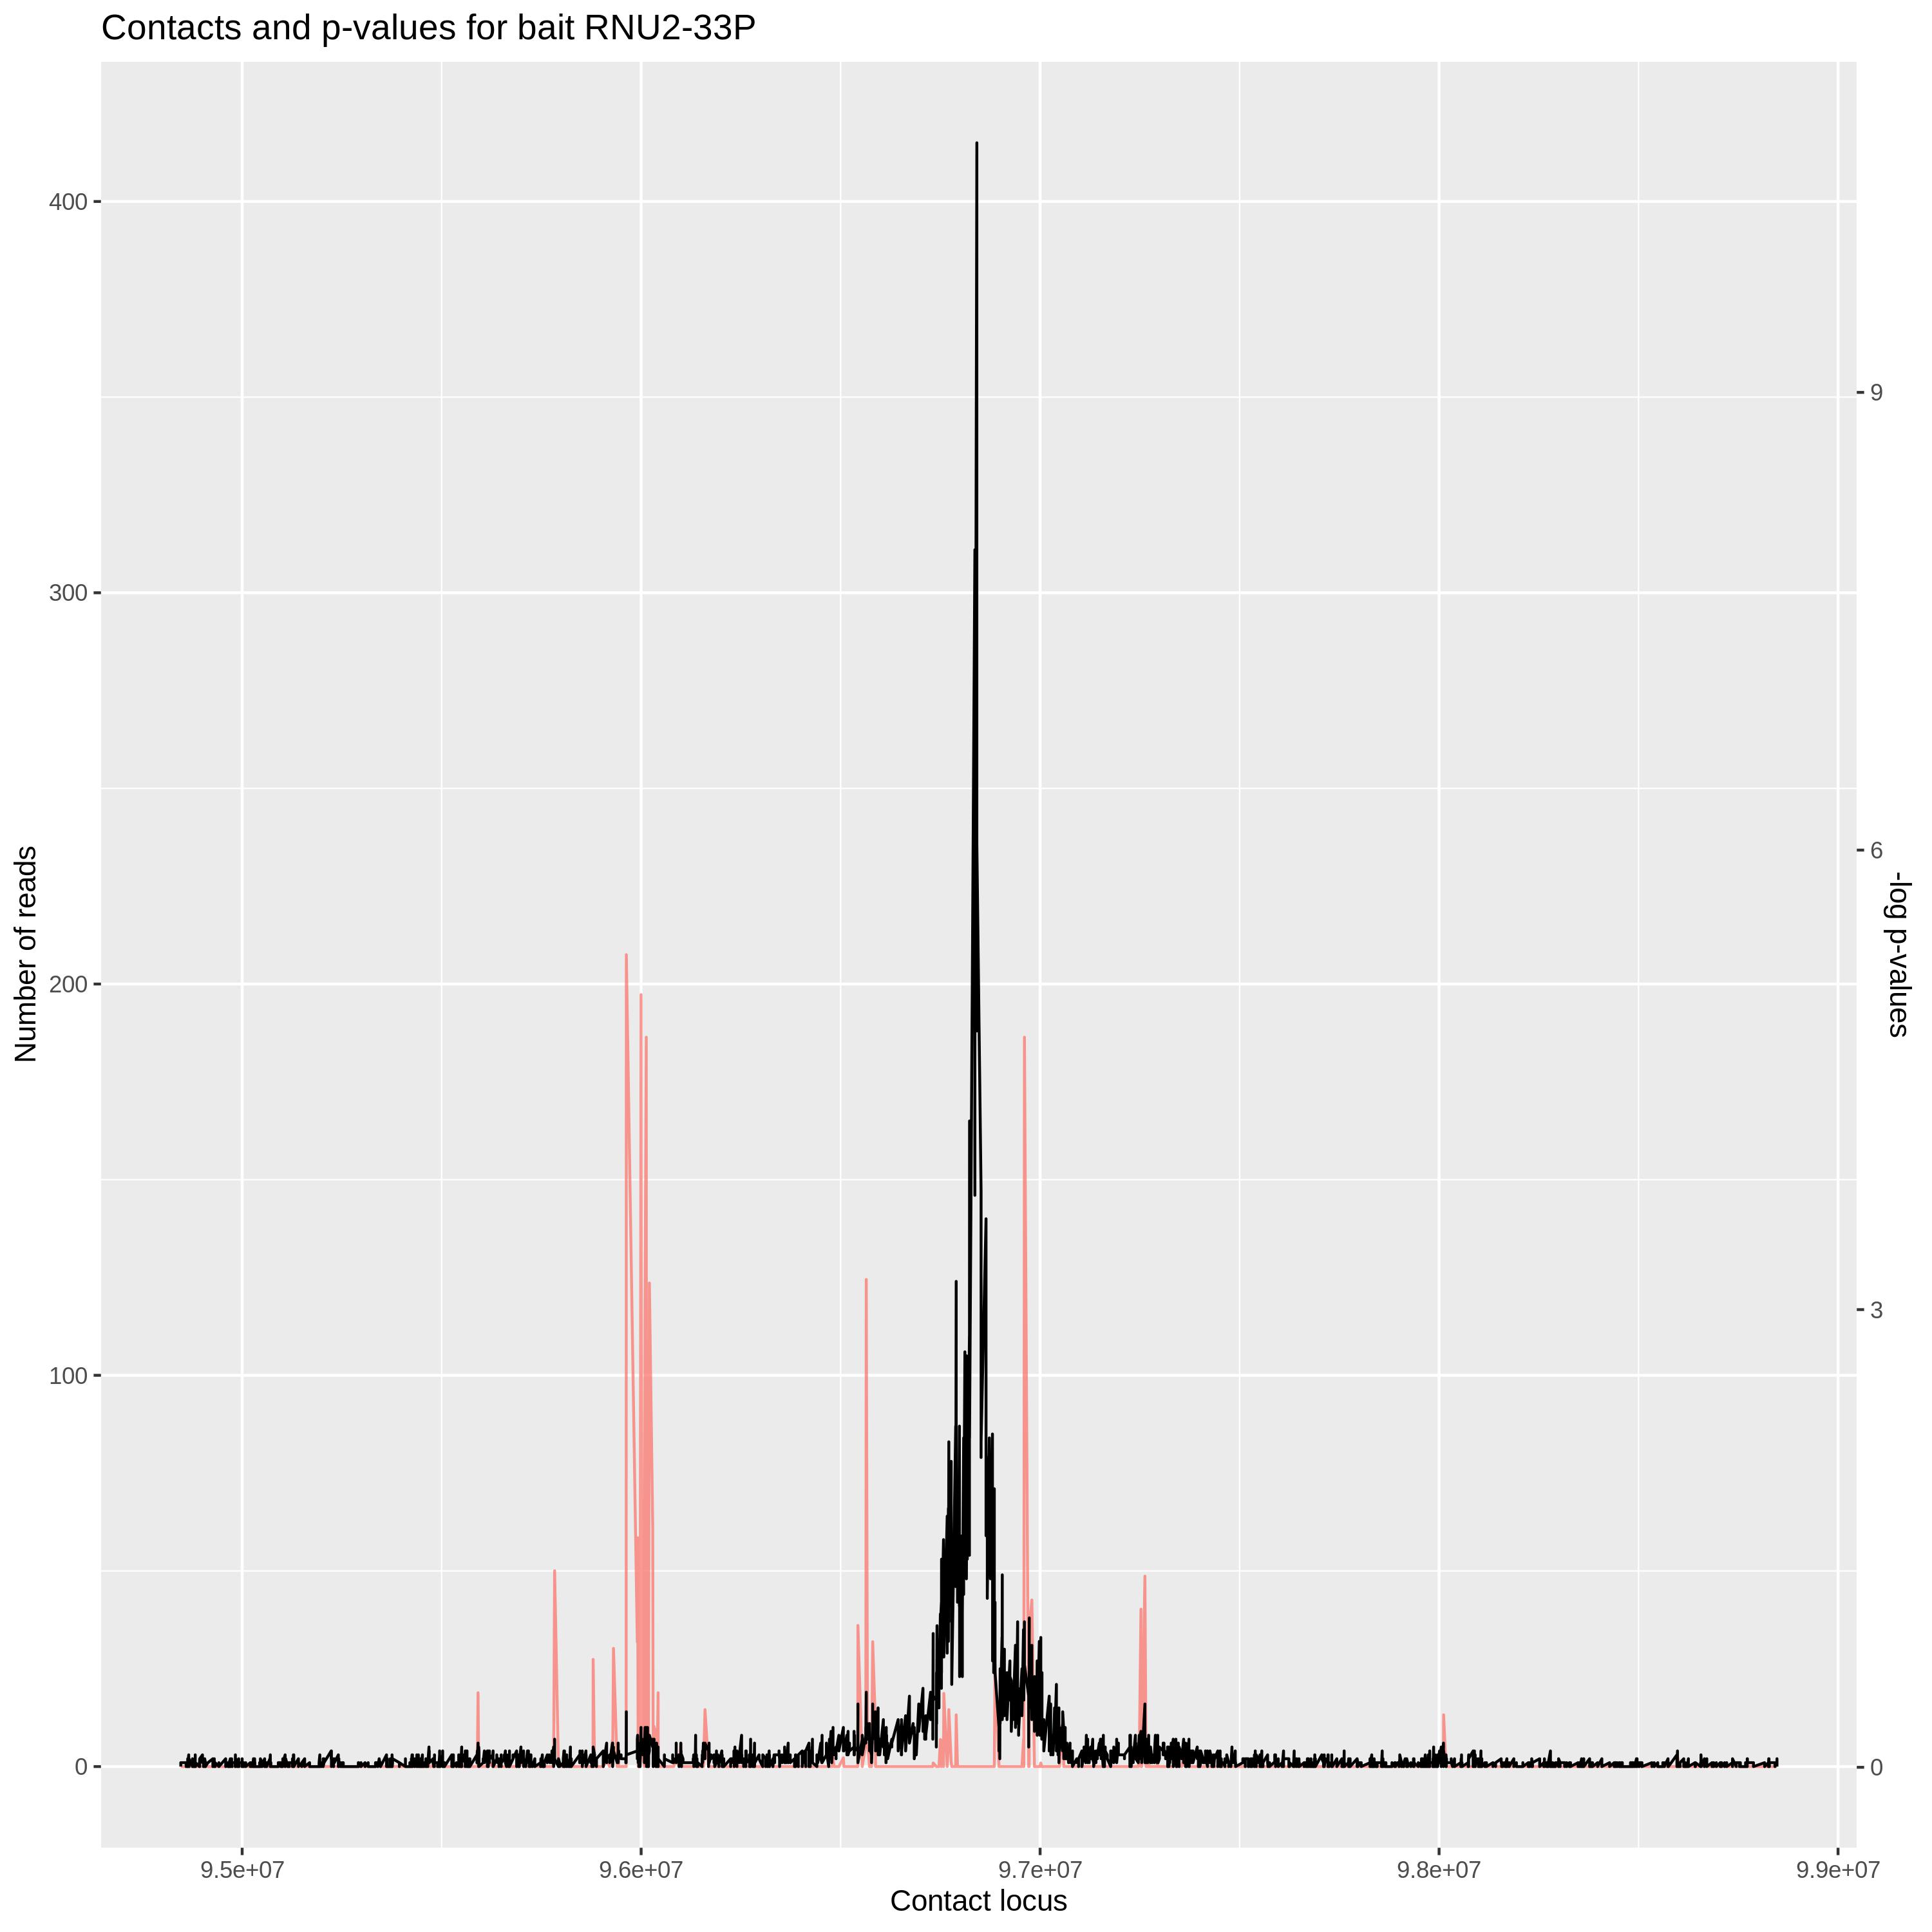 Contacts and p-values for bait RNU2-33P
400
300
200
100
0
Number of reads
9
6
3
0
-log p-values
9.5e+07
9.6e+07
9.7e+07
9.8e+07
9.9e+07
Contact locus